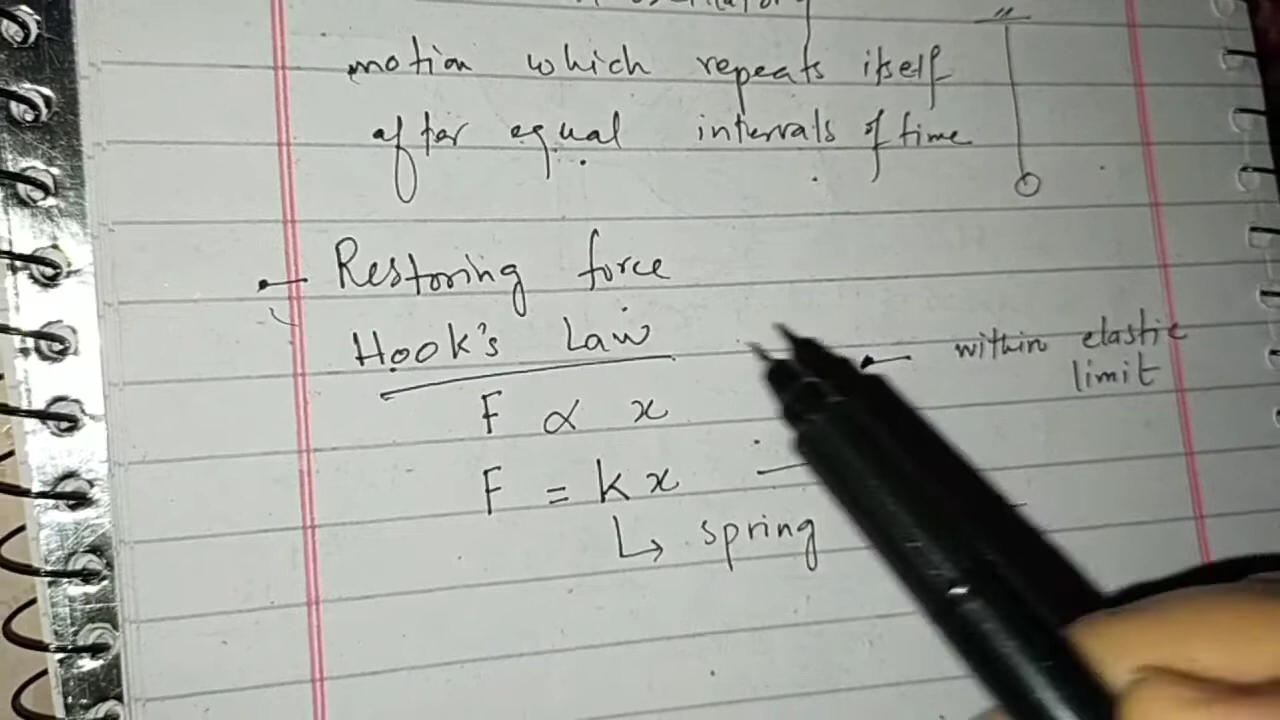 motion which repeats itself
after equal intervals of time
Restoring force
Hook's Law
within elastic
limit
F ∝ x
F = kx
↳ spring